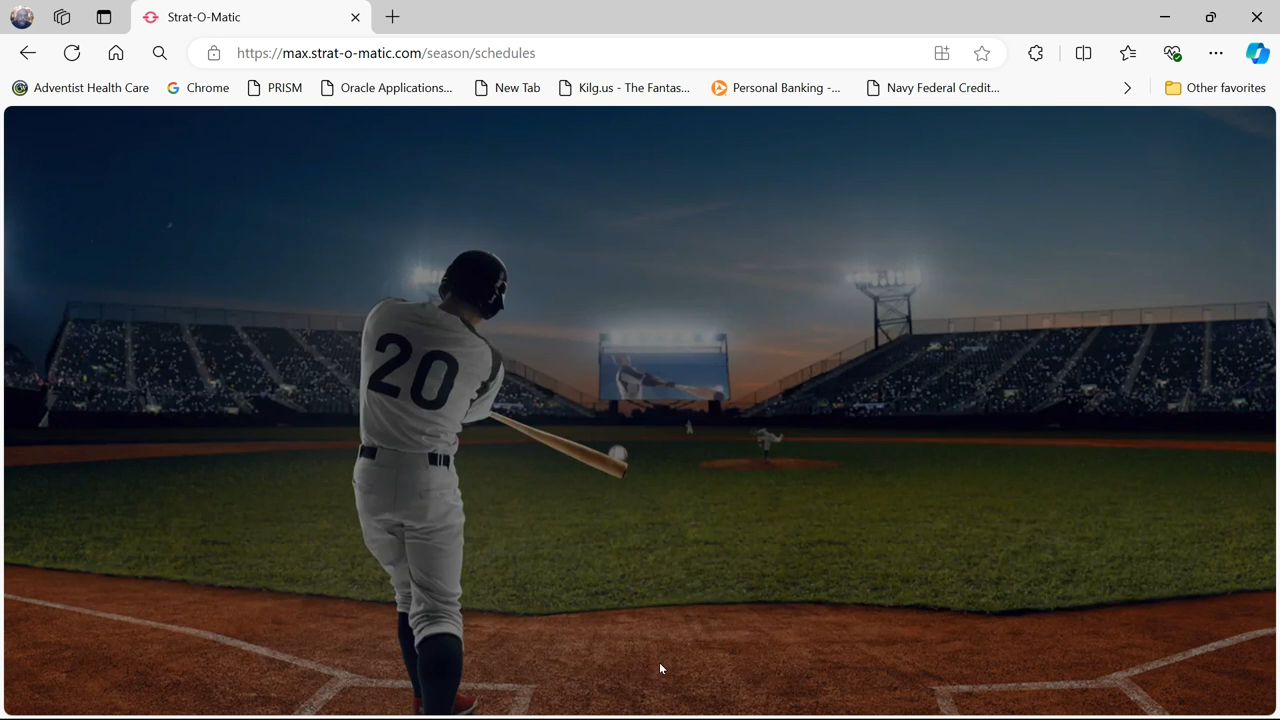 Strat-O-Matic
https://max.strat-o-matic.com/season/schedules
Adventist Health Care
Chrome
PRISM
Oracle Applications...
New Tab
Kilg.us - The Fantas...
Personal Banking -...
Navy Federal Credit...
Other favorites
20